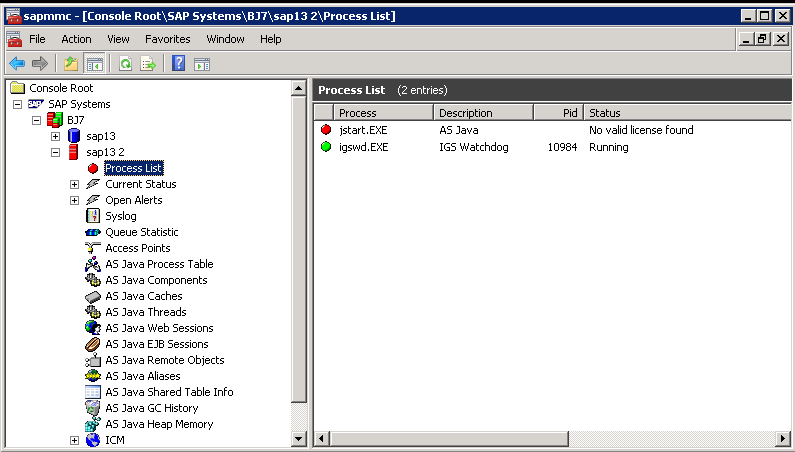 sapmmc - [Console Root\SAP Systems\BJ7\sap13 2\Process List]
File Action View Favorites Window Help
Console Root
SAP SAP Systems
BJ7
sap13
sap13 2
Process List
Current Status
Open Alerts
Syslog
Queue Statistic
Access Points
AS Java Process Table
AS Java Components
AS Java Caches
AS Java Threads
AS Java Web Sessions
AS Java EJB Sessions
AS Java Remote Objects
AS Java Aliases
AS Java Shared Table Info
AS Java GC History
AS Java Heap Memory
ICM
Process List (2 entries)
Process Description Pid Status
jstart.EXE AS Java No valid license found
igswd.EXE IGS Watchdog 10984 Running